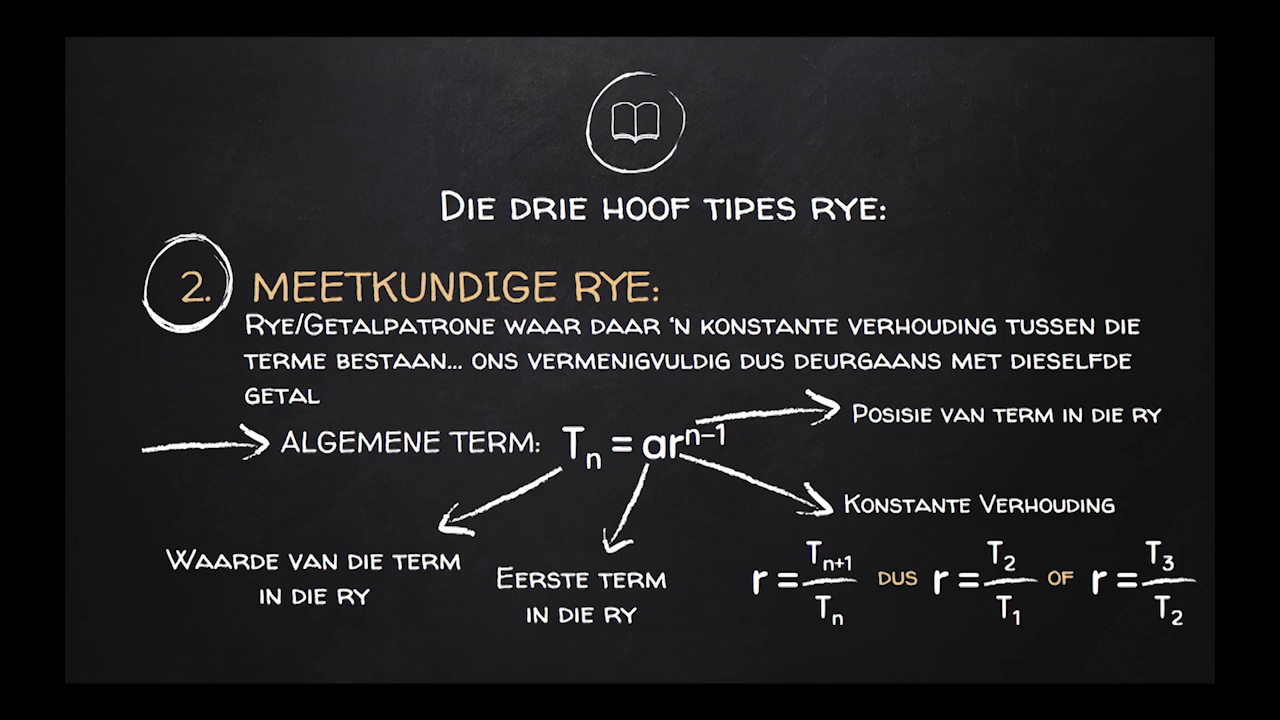 DIE DRIE HOOF TIPES RYE:
2. MEETKUNDIGE RYE:
RYE/GETALPATRONE WAAR DAAR ‘N KONSTANTE VERHOUDING TUSSEN DIE
TERME BESTAAN... ONS VERMENIGVULDIG DUS DEURGAANS MET DIESELFDE
GETAL
POSISIE VAN TERM IN DIE RY
ALGEMENE TERM: Tₙ = arⁿ⁻¹
KONSTANTE VERHOUDING
WAARDE VAN DIE TERM
IN DIE RY
EERSTE TERM
IN DIE RY
r = Tₙ₊₁/Tₙ DUS r = T₂/T₁ OF r = T₃/T₂